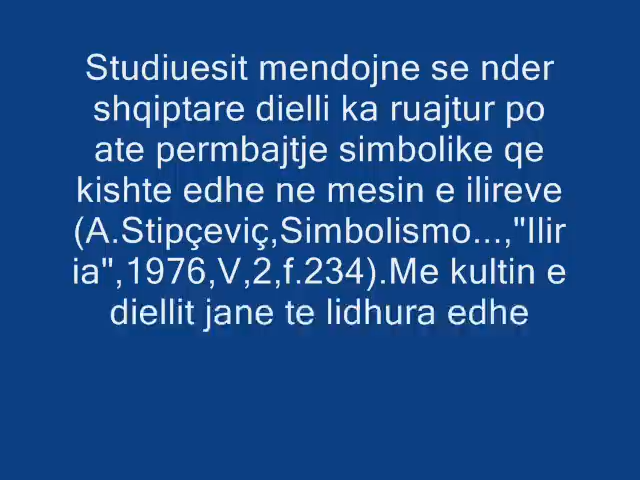 Studiuesit mendojne se nder
shqiptare dielli ka ruajtur po
ate permbajtje simbolike qe
kishte edhe ne mesin e ilireve
(A.Stipçeviç,Simbolismo...,"Ilir
ia",1976,V,2,f.234).Me kultin e
diellit jane te lidhura edhe